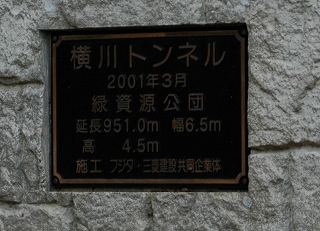 横川トンネル
2001年3月
緑資源公団
延長951.0m 幅6.5m
高 4.5m
施工 フジタ・三菱建設共同企業体